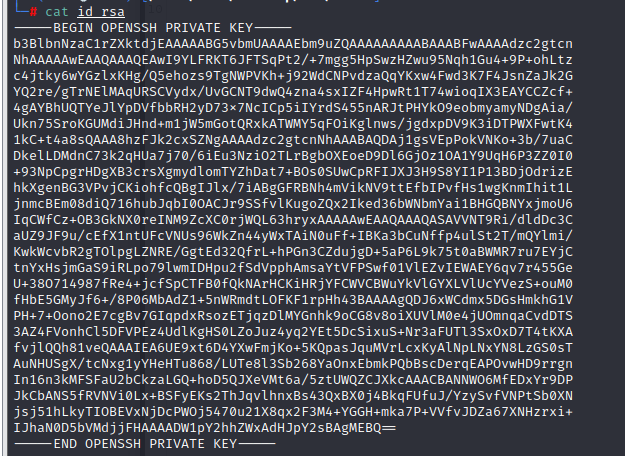 └─# cat id_rsa
-----BEGIN OPENSSH PRIVATE KEY-----
b3BlbnNzaC1rZXktdjEAAAAABG5vbmUAAAAEbm9uZQAAAAAAAAABAAABFwAAAAdzc2gtcn
NhAAAAAwEAAQAAAQEAwI9YLFRKT6JFTSqPt2/+7mgg5HpSwzHZwu95Nqh1Gu4+9P+ohLtz
c4jtky6wYGzlxKHg/Q5ehozs9TgNWPVKh+j92WdCNPvdzaQqYKxw4Fwd3K7F4JsnZaJk2G
YQ2re/gTrNElMAqURSCVydx/UvGCNT9dwQ4zna4sxIZF4HpwRt1T74wioqIX3EAYCCZcf+
4gAYBhUQTYeJlYpDVfbbRH2yD73×7NcICp5iIYrdS455nARJtPHYkO9eobmyamyNDgAia/
Ukn75SroKGUMdiJHnd+m1jW5mGotQRxkATWMY5qFOiKglnws/jgdxpDV9K3iDTPWXFwtK4
1kC+t4a8sQAAA8hzFJk2cxSZNgAAAAdzc2gtcnNhAAABAQDAj1gsVEpPokVNKo+3b/7uaC
DkelLDMdnC73k2qHUa7j70/6iEu3NziO2TLrBgbOXEoeD9Dl6GjOz1OA1Y9UqH6P3ZZ0I0
+93NpCpgrHDgXB3crsXgmydlomTYZhDat7+BOs0SUwCpRFIJXJ3H9S8YI1P13BDjOdrizE
hkXgenBG3VPvjCKiohfcQBgIJlx/7iABgGFRBNh4mVikNV9ttEfbIPvfHs1wgKnmIhit1L
jnmcBEm08diQ716hubJqbI0OACJr9SSfvlKugoZQx2Iked36bWNbmYai1BHGQBNYxjmoU6
IqCWfCz+OB3GkNX0reINM9ZcXC0rjWQL63hryxAAAAAwEAAQAAAQASAVVNT9Ri/dldDc3C
aUZ9JF9u/cEfX1ntUFcVNUs96WkZn44yWxTAiN0uFf+IBKa3bCuNffp4ulSt2T/mQYlmi/
KwkWcvbR2gTOlpgLZNRE/GgtEd32QfrL+hPGn3CZdujgD+5aP6L9k75t0aBWMR7ru7EYjC
tnYxHsjmGaS9iRLpo79lwmIDHpu2fSdVpphAmsaYtVFPSwf01VlEZvIEWAEY6qv7r455Ge
U+38O714987fRe4+jcfSpCTFB0fQkNArHCKiHRjYFCWVCBWuYkVlGYXLVlUcYVezS+ouM0
fHbE5GMyJf6+/8P06MbAdZ1+5nWRmdtLOFKF1rpHh43BAAAAgQDJ6xWCdmx5DGsHmkhG1V
PH+7+Oono2E7cgBv7GIqpdxRsozETjqzDlMYGnhk9oCG8v8oiXUVlM0e4jUOmnqaCvdDTS
3AZ4FVonhCl5DFVPEz4UdlKgHS0LZoJuz4yq2YEt5DcSixuS+Nr3aFUTl3SxOxD7T4tKXA
fvjlQQh81veQAAAIEA6UE9xt6D4YXwFmjKo+5KQpasJquMVrLcxKyAlNpLNxYN8LzGS0sT
AuNHUSgX/tcNxg1yYHeHTu868/LUTe8l3Sb268YaOnxEbmkPQbBscDerqEAPOvwHD9rrgn
In16n3kMFSFaU2bCkzaLGQ+hoD5QJXeVMt6a/5ztUWQZCJXkcAAACBANNWO6MfEDxYr9DP
JkCbANS5fRVNVi0Lx+BSFyEKs2ThJqvlhnxBs43QxBX0j4BkqFUfuJ/YzySvfVNPtSb0XN
jsj51hLkyTIOBEVxNjDcPWOj5470u21X8qx2F3M4+YGGH+mka7P+VVfvJDZa67XNHzrxi+
IJhaN0D5bVMdjjFHAAAADW1pY2hhZWxAdHJpY2sBAgMEBQ==
-----END OPENSSH PRIVATE KEY-----